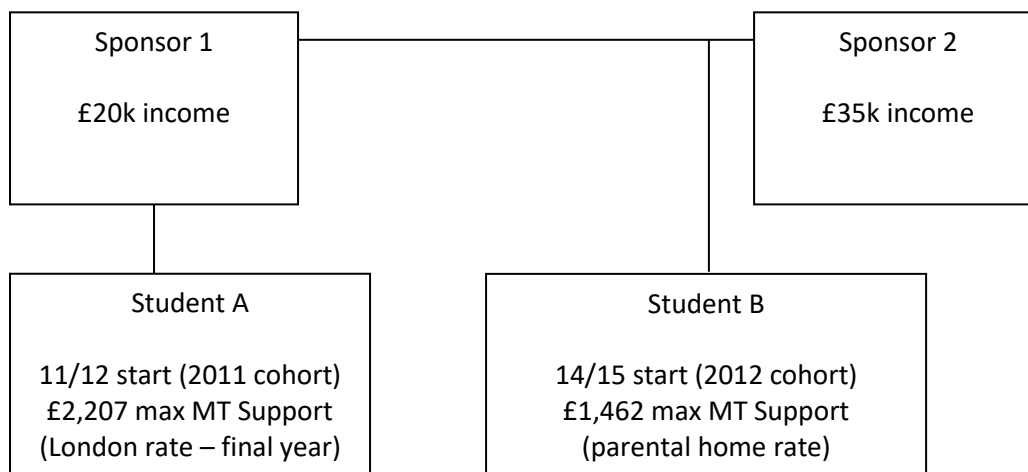 Sponsor 1
£20k income
Sponsor 2
£35k income
Student A
11/12 start (2011 cohort)
£2,207 max MT Support
(London rate – final year)
Student B
14/15 start (2012 cohort)
£1,462 max MT Support
(parental home rate)